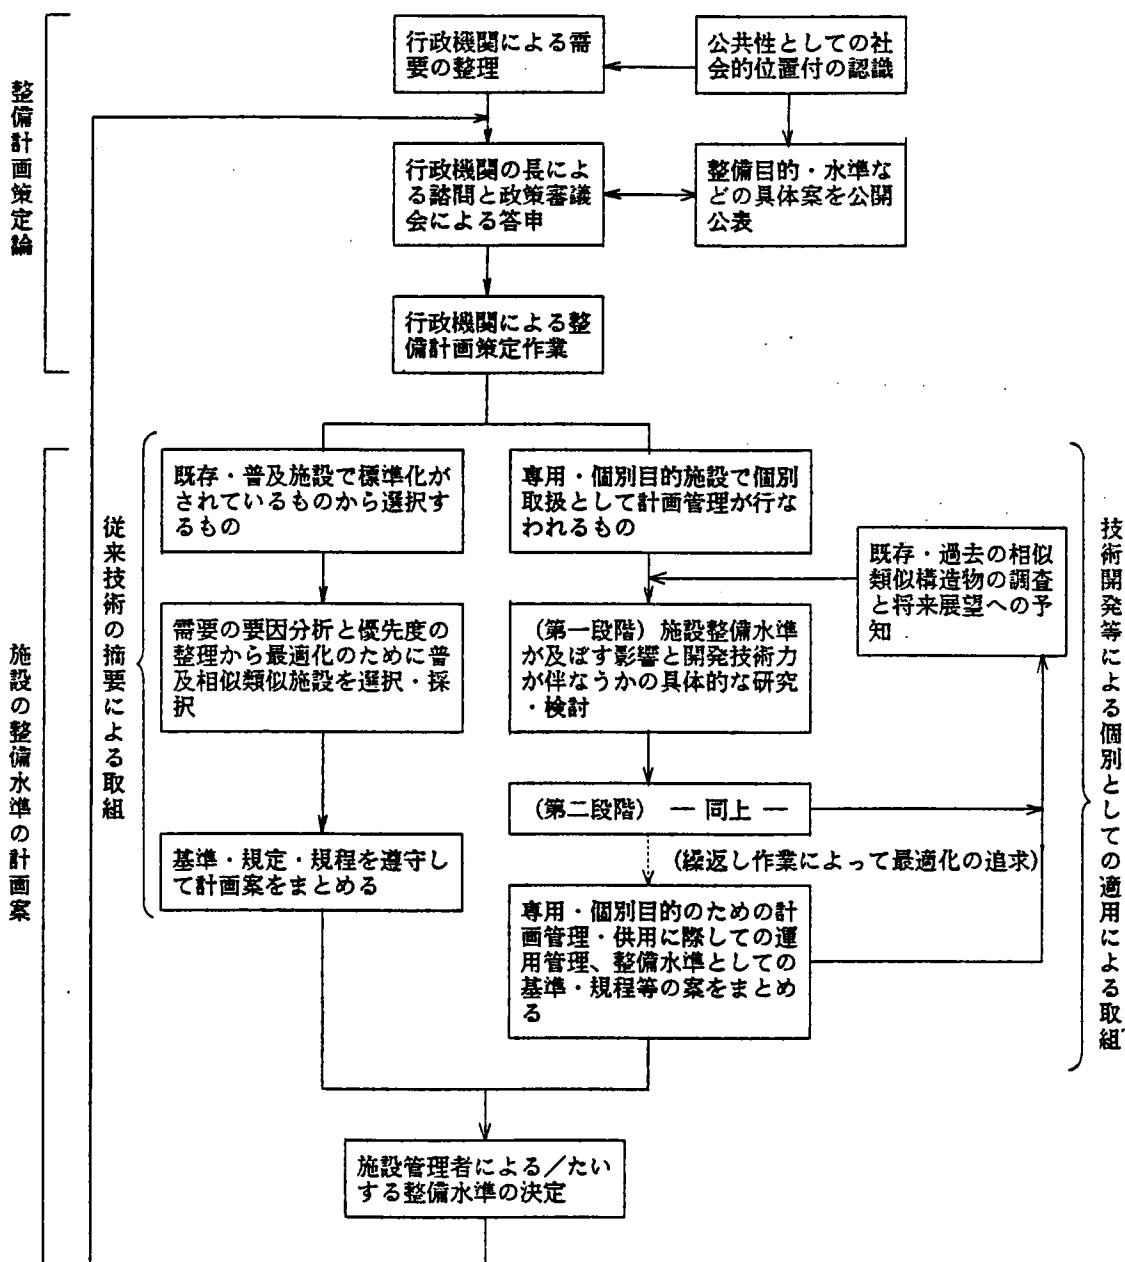 整備計画策定論
行政機関による需
要の整理
公共性としての社
会的位置付の認識
行政機関の長によ
る諮問と政策審議
会による答申
整備目的・水準な
どの具体案を公開
公表
行政機関による整
備計画策定作業
施設の整備水準の計画案
従来技術の摘要による取組
既存・普及施設で標準化が
されているものから選択す
るもの
需要の要因分析と優先度の
整理から最適化のために普
及相似類似施設を選択・採
択
基準・規定・規程を遵守し
て計画案をまとめる
専用・個別目的施設で個別
取扱として計画管理が行な
われるもの
(第一段階)施設整備水準
が及ぼす影響と開発技術力
が伴なうかの具体的な研究
・検討
(第二段階) ― 同上 ―
(繰返し作業によって最適化の追求)
専用・個別目的のための計
画管理・供用に際しての運
用管理、整備水準としての
基準・規程等の案をまとめ
る
既存・過去の相似
類似構造物の調査
と将来展望への予
知
技術開発等による個別としての適用による取組
施設管理者による/たい
する整備水準の決定